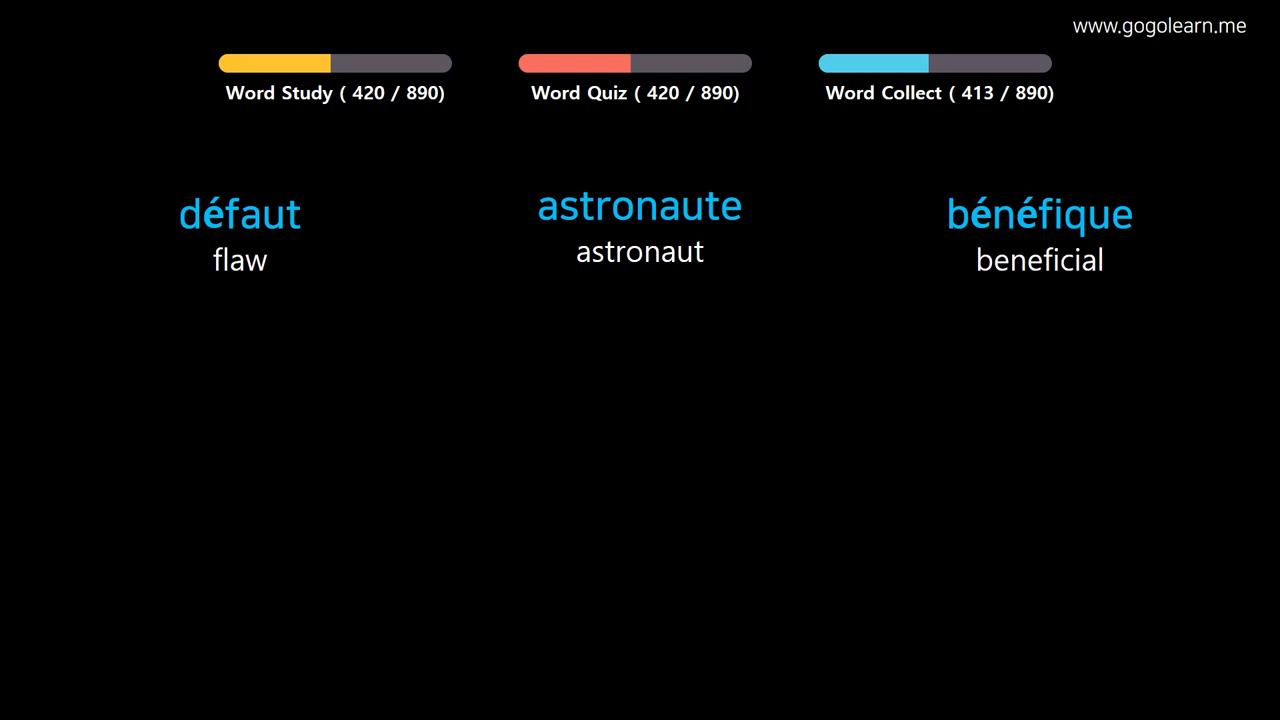 www.gogolearn.me
Word Study ( 420 / 890)
Word Quiz ( 420 / 890)
Word Collect ( 413 / 890)
défaut
flaw
astronaute
astronaut
bénéfique
beneficial